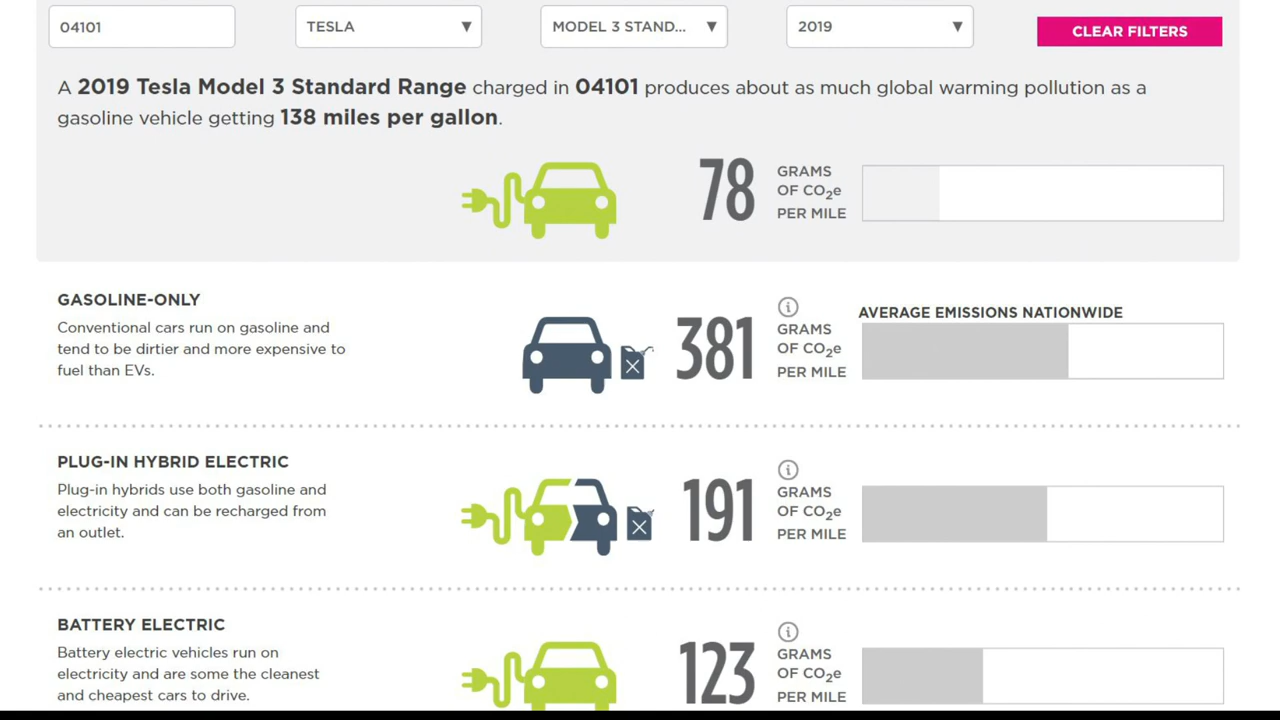 04101 TESLA MODEL 3 STAND... 2019 CLEAR FILTERS
A 2019 Tesla Model 3 Standard Range charged in 04101 produces about as much global warming pollution as a
gasoline vehicle getting 138 miles per gallon.
78 GRAMS
OF CO₂e
PER MILE
GASOLINE-ONLY
Conventional cars run on gasoline and
tend to be dirtier and more expensive to
fuel than EVs.
381 GRAMS
OF CO₂e
PER MILE
AVERAGE EMISSIONS NATIONWIDE
PLUG-IN HYBRID ELECTRIC
Plug-in hybrids use both gasoline and
electricity and can be recharged from
an outlet.
191 GRAMS
OF CO₂e
PER MILE
BATTERY ELECTRIC
Battery electric vehicles run on
electricity and are some the cleanest
and cheapest cars to drive.
123 GRAMS
OF CO₂e
PER MILE